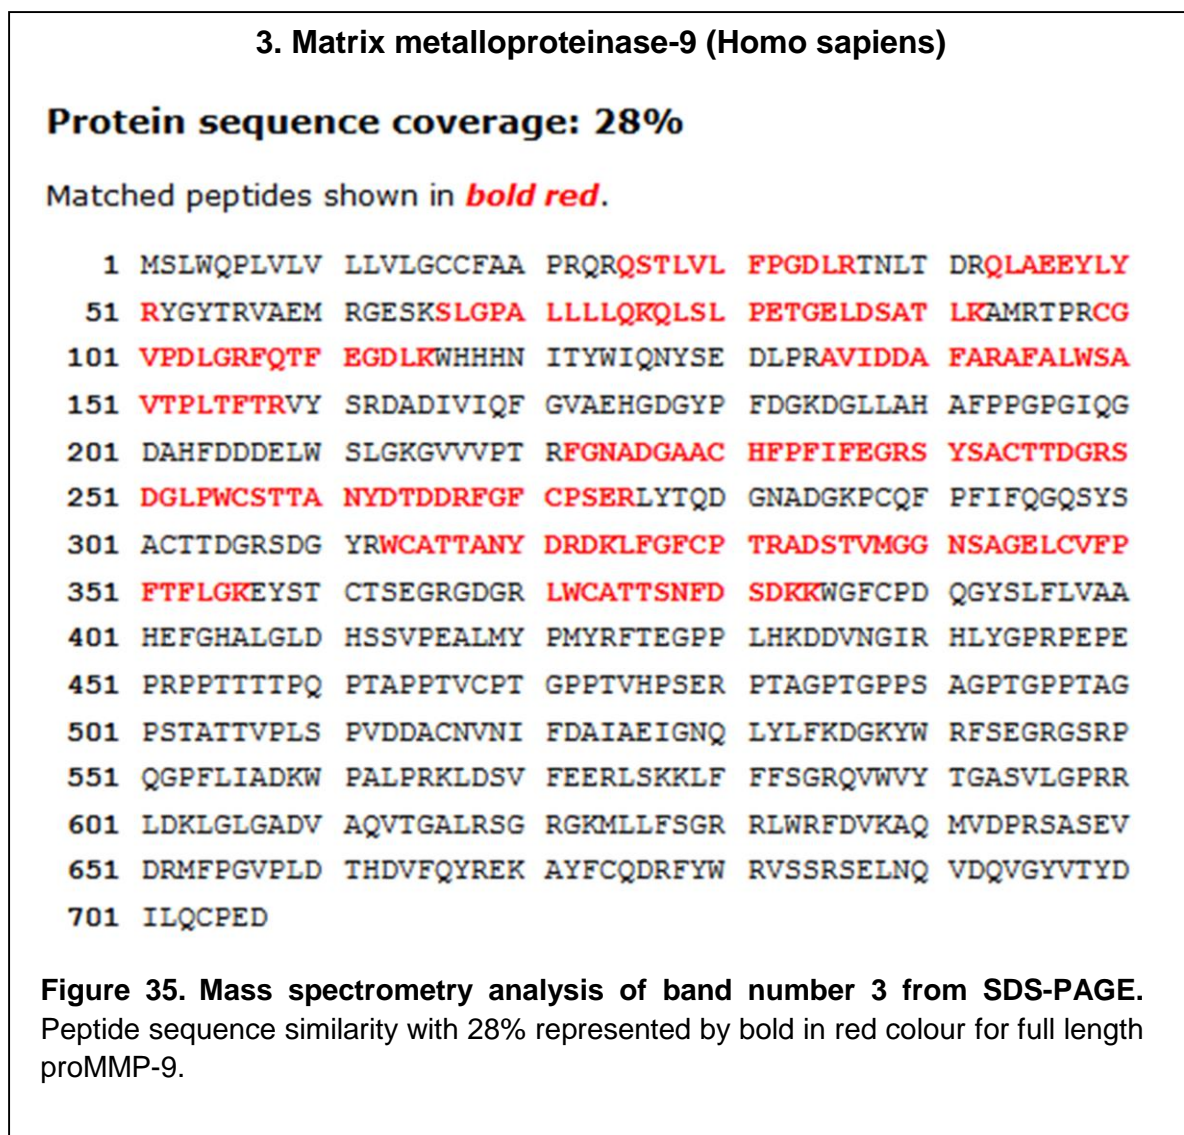 3. Matrix metalloproteinase-9 (Homo sapiens)
Protein sequence coverage: 28%
Matched peptides shown in bold red.
1 MSLWQPLVLV LLVLGCCFAA PRQRQSTLVL FPGDLRTNLT DRQLAEEYLY
51 RYGYTRVAEM RGESKSLGPA LLLLQKQLSL PETGELDSAT LKAMRTPRCG
101 VPDLGRFQTF EGDLKWHHHN ITYWIQNYSE DLPRAVIDDA FARAFALWSA
151 VTPLTFTRVY SRDADIVIQF GVAEHGDGYP FDGKDGLLAH AFPPGPGIQG
201 DAHFDDDELW SLGKGVVVPT RFGNADGAAC HFPFIFEGRS YSACTTDGRS
251 DGLPWCSTTA NYDTDDRFGF CPSERLYTQD GNADGKPCQF PFIFQGQSYS
301 ACTTDGRSDG YRWCATTANY DRDKLFGFCP TRADSTVMGG NSAGELCVFP
351 FTFLGKEYST CTSEGRGDGR LWCATTSNFD SDKKWGFCPD QGYSLFLVAA
401 HEFGHALGLD HSSVPEALMY PMYRFTEGPP LHKDDVNGIR HLYGPRPEPE
451 PRPPTTTTPQ PTAPPTVCPT GPPTVHPSER PTAGPTGPPS AGPTGPPTAG
501 PSTATTVPLS PVDDACNVNI FDAIAEIGNQ LYLFKDGKYW RFSEGRGSRP
551 QGPFLIADKW PALPRKLDSV FEERLSKKLF FFSGRQVWVY TGASVLGPRR
601 LDKLGLGADV AQVTGALRSG RGKMLLFSGR RLWRFDVKAQ MVDPRSASEV
651 DRMFPGVPLD THDVFQYREK AYFCQDRFYW RVSSRSELNQ VDQVGYVTYD
701 ILQCPED
Figure 35. Mass spectrometry analysis of band number 3 from SDS-PAGE.
Peptide sequence similarity with 28% represented by bold in red colour for full length
proMMP-9.